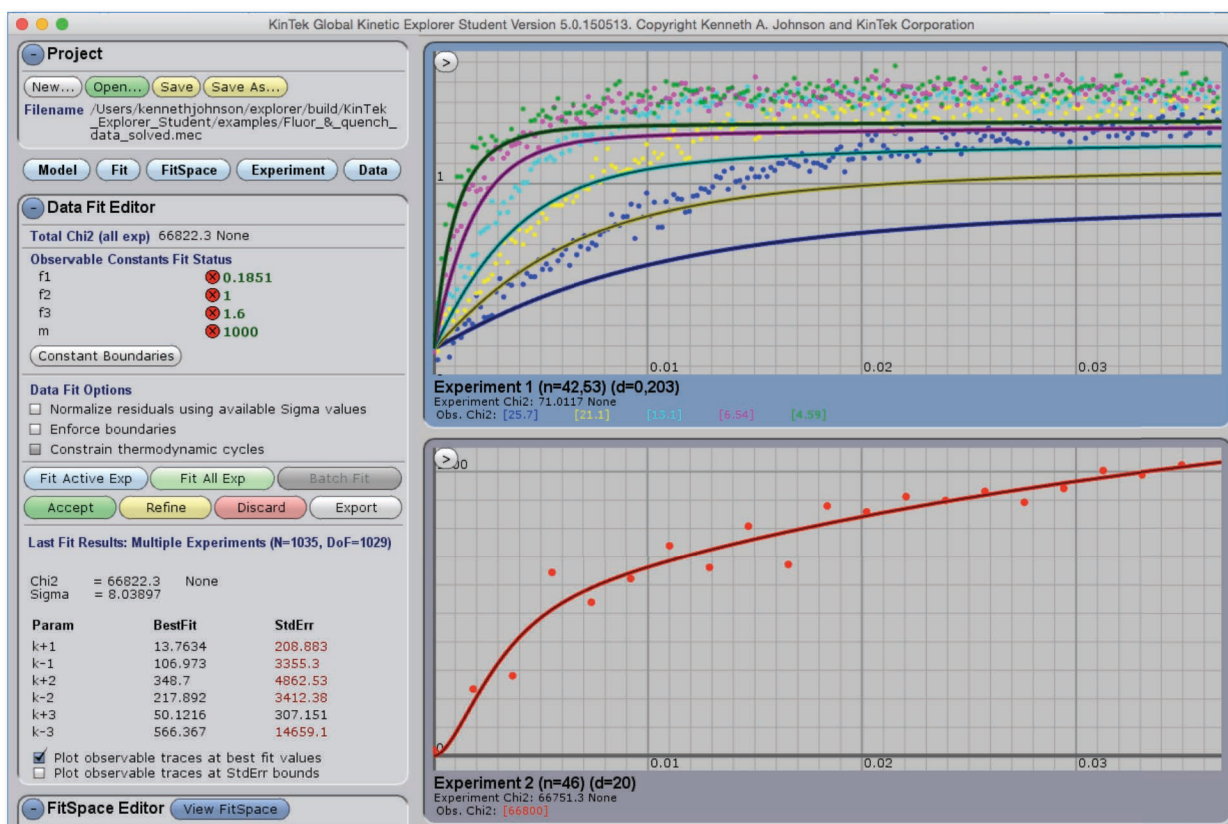 KinTek Global Kinetic Explorer Student Version 5.0.150513. Copyright Kenneth A. Johnson and KinTek Corporation
- Project
New... Open... Save Save As...
Filename /Users/kennethjohnson/explorer/build/KinTek
_Explorer_Student/examples/Fluor_&_quench_
data_solved.mec
Model Fit FitSpace Experiment Data
- Data Fit Editor
Total Chi2 (all exp) 66822.3 None
Observable Constants Fit Status
f1 0.1851
f2 1
f3 1.6
m 1000
Constant Boundaries
Data Fit Options
Normalize residuals using available Sigma values
Enforce boundaries
Constrain thermodynamic cycles
Fit Active Exp Fit All Exp Batch Fit
Accept Refine Discard Export
Last Fit Results: Multiple Experiments (N=1035, DoF=1029)
Chi2 = 66822.3 None
Sigma = 8.03897
Param BestFit StdErr
k+1 13.7634 208.883
k-1 106.973 3355.3
k+2 348.7 4862.53
k-2 217.892 3412.38
k+3 50.1216 307.151
k-3 566.367 14659.1
Plot observable traces at best fit values
Plot observable traces at StdErr bounds
- FitSpace Editor View FitSpace
>
1
0.01 0.02 0.03
Experiment 1 (n=42,53) (d=0,203)
Experiment Chi2: 71.0117 None
Obs. Chi2: [25.7] [21.1] [13.1] [6.54] [4.59]
>
0
0.01 0.02 0.03
Experiment 2 (n=46) (d=20)
Experiment Chi2: 66751.3 None
Obs. Chi2: [66800]